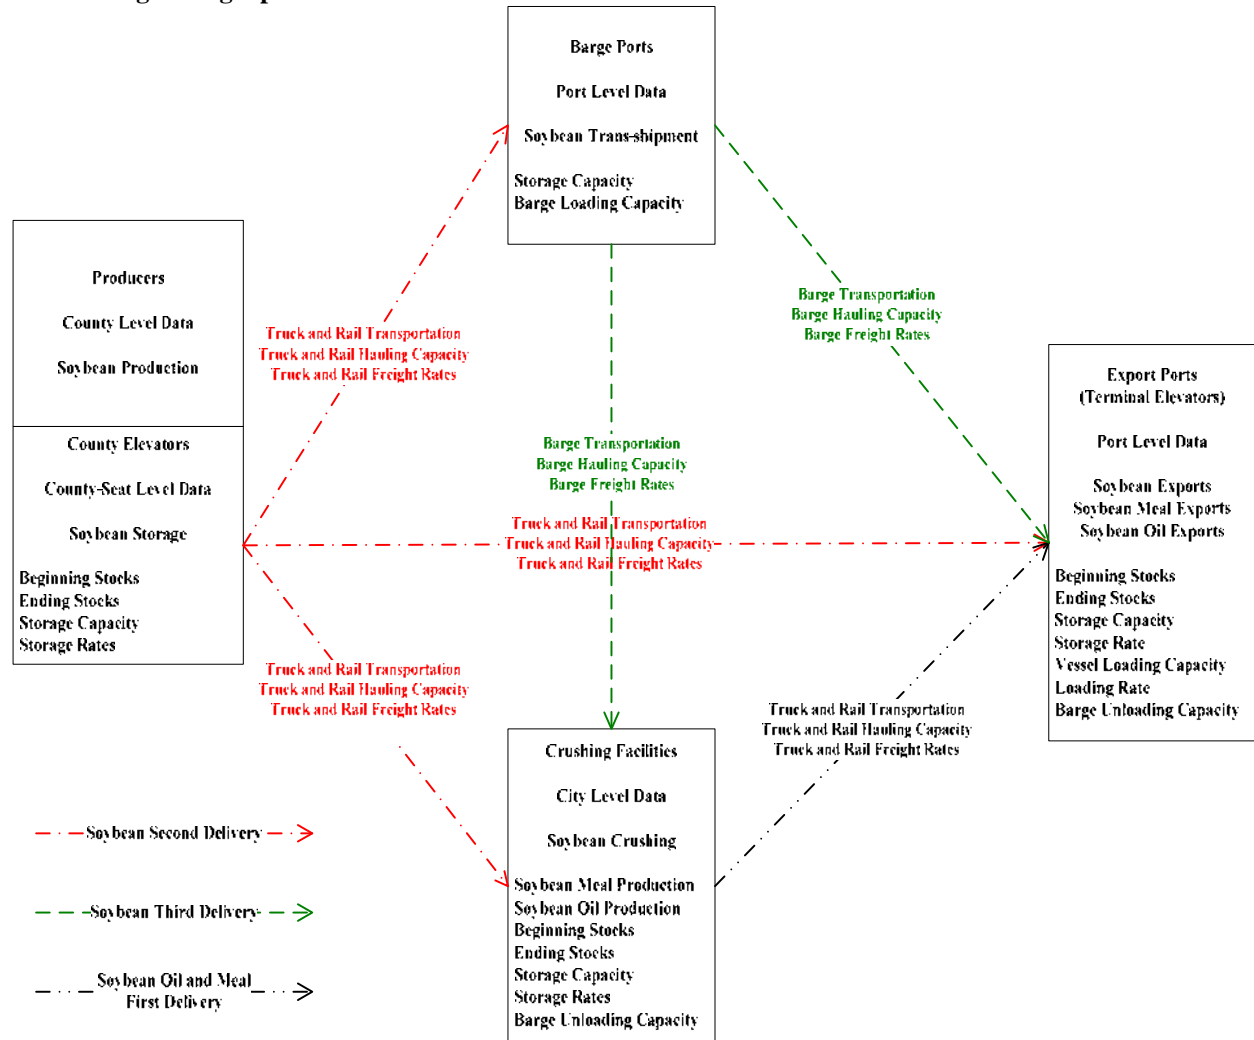 Barge Ports
Port Level Data
Soybean Trans-shipment
Storage Capacity
Barge Loading Capacity
Producers
County Level Data
Soybean Production
County Elevators
County-Seat Level Data
Soybean Storage
Beginning Stocks
Ending Stocks
Storage Capacity
Storage Rates
Truck and Rail Transportation
Truck and Rail Hauling Capacity
Truck and Rail Freight Rates
Barge Transportation
Barge Hauling Capacity
Barge Freight Rates
Barge Transportation
Barge Hauling Capacity
Barge Freight Rates
Truck and Rail Transportation
Truck and Rail Hauling Capacity
Truck and Rail Freight Rates
Export Ports
(Terminal Elevators)
Port Level Data
Soybean Exports
Soybean Meal Exports
Soybean Oil Exports
Beginning Stocks
Ending Stocks
Storage Capacity
Storage Rate
Vessel Loading Capacity
Loading Rate
Barge Unloading Capacity
Truck and Rail Transportation
Truck and Rail Hauling Capacity
Truck and Rail Freight Rates
Truck and Rail Transportation
Truck and Rail Hauling Capacity
Truck and Rail Freight Rates
Crushing Facilities
City Level Data
Soybean Crushing
Soybean Meal Production
Soybean Oil Production
Beginning Stocks
Ending Stocks
Storage Capacity
Storage Rates
Barge Unloading Capacity
Soybean Second Delivery
Soybean Third Delivery
Soybean Oil and Meal
First Delivery